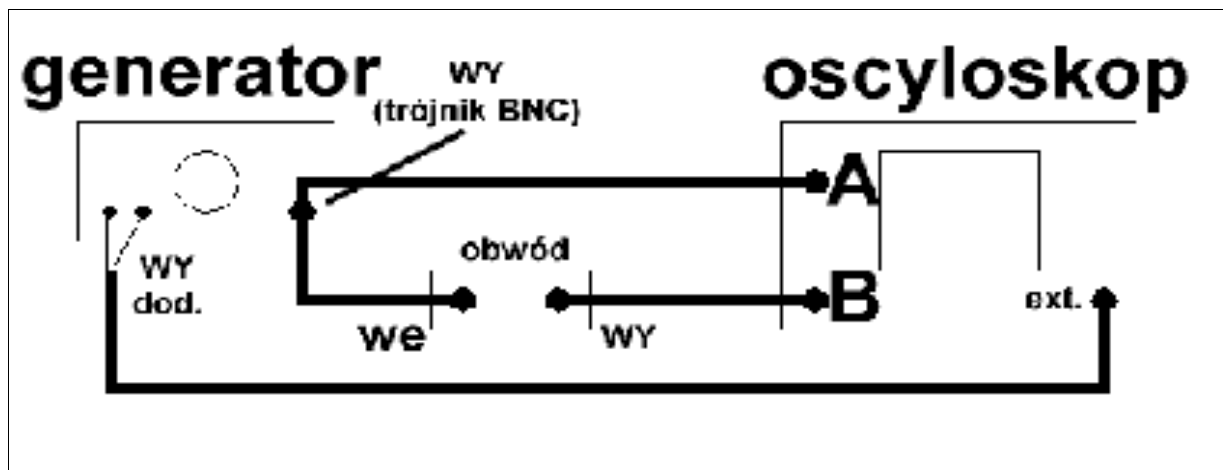 generator
WY
(trójnik BNC)
oscyloskop
A
WY
dod.
obwód
we
WY
B
ext.